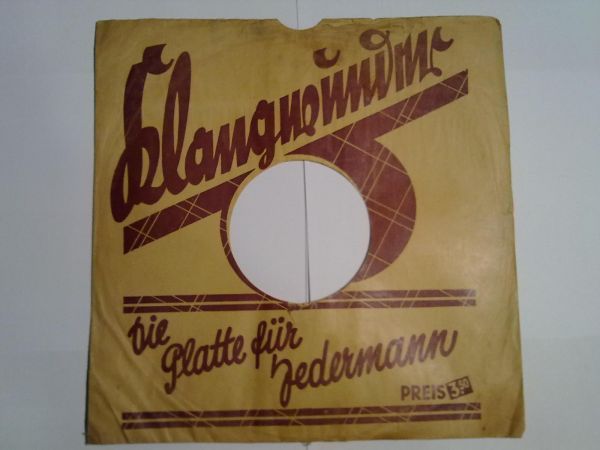 Klangwunder
Die
Platte für
Jedermann
PREIS 3.50